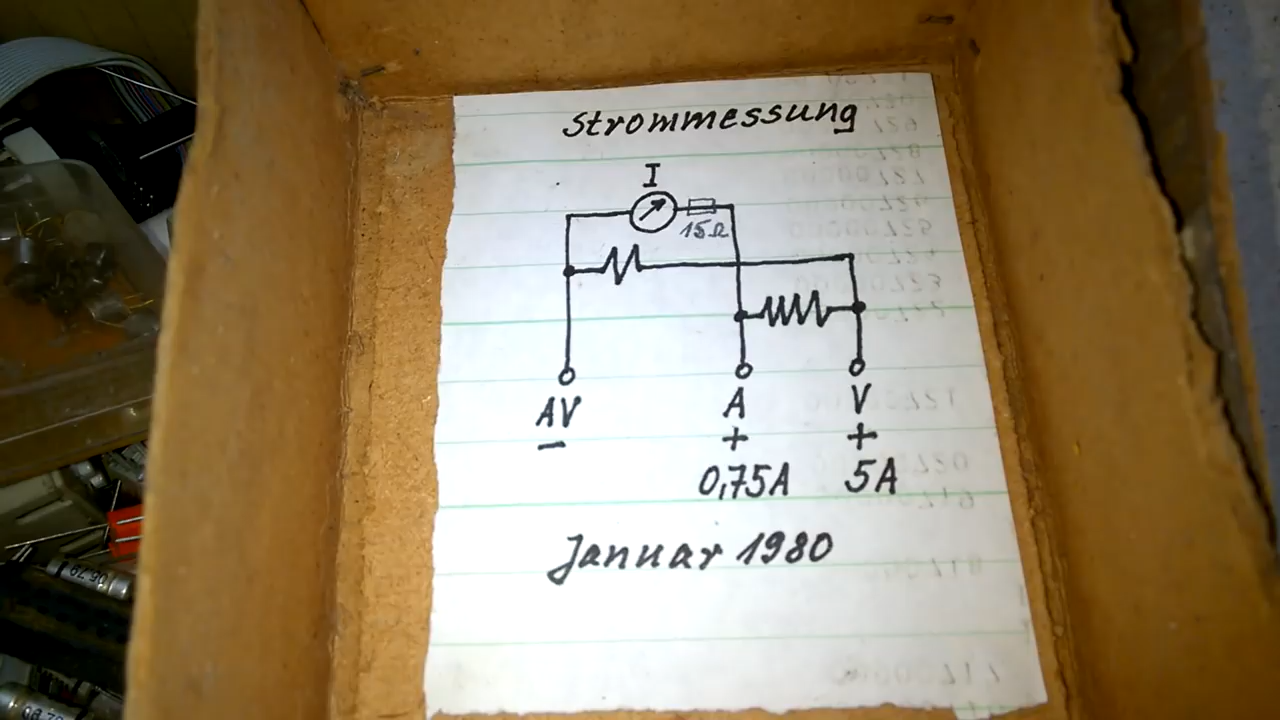 Strommessung
I
15Ω
AV A V
− + +
0,75A 5A
Januar 1980